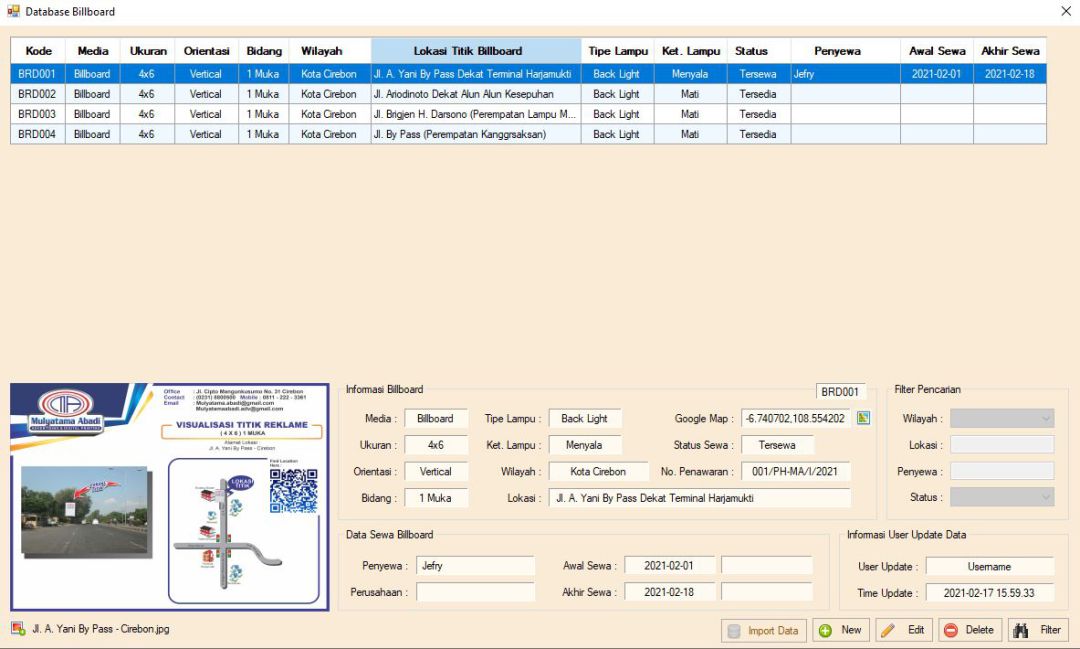 Database Billboard
Kode Media Ukuran Orientasi Bidang Wilayah Lokasi Titik Billboard Tipe Lampu Ket. Lampu Status Penyewa Awal Sewa Akhir Sewa
BRD001 Billboard 4x6 Vertical 1 Muka Kota Cirebon Jl. A. Yani By Pass Dekat Terminal Harjamukti Back Light Menyala Tersewa Jefry 2021-02-01 2021-02-18
BRD002 Billboard 4x6 Vertical 1 Muka Kota Cirebon Jl. Ariodinoto Dekat Alun Alun Kesepuhan Back Light Mati Tersedia
BRD003 Billboard 4x6 Vertical 1 Muka Kota Cirebon Jl. Brigjen H. Darsono (Perempatan Lampu M... Back Light Mati Tersedia
BRD004 Billboard 4x6 Vertical 1 Muka Kota Cirebon Jl. By Pass (Perempatan Kanggrsaksan) Back Light Mati Tersedia
Mulyatama Abadi
Office : Jl. Cipto Mangunkusumo No. 31 Cirebon
Contact : (0231) 8800500 Mobile : 0811 - 222 - 3361
Email : Mulyatama.abadi@gmail.com
Mulyatamaabadi.adv@gmail.com
VISUALISASI TITIK REKLAME
( 4 X 6 ) 1 MUKA
Alamat Lokasi
Jl. A. Yani By Pass - Cirebon
LOKASI TITIK
LOKASI
TITIK
Jl. A. Yani By Pass - Cirebon.jpg
Informasi Billboard BRD001
Media : Billboard Tipe Lampu : Back Light Google Map : -6.740702,108.554202
Ukuran : 4x6 Ket. Lampu : Menyala Status Sewa : Tersewa
Orientasi : Vertical Wilayah : Kota Cirebon No. Penawaran : 001/PH-MA/I/2021
Bidang : 1 Muka Lokasi : Jl. A. Yani By Pass Dekat Terminal Harjamukti
Filter Pencarian
Wilayah :
Lokasi :
Penyewa :
Status :
Data Sewa Billboard
Penyewa : Jefry Awal Sewa : 2021-02-01
Perusahaan : Akhir Sewa : 2021-02-18
Informasi User Update Data
User Update : Username
Time Update : 2021-02-17 15.59.33
Import Data New Edit Delete Filter